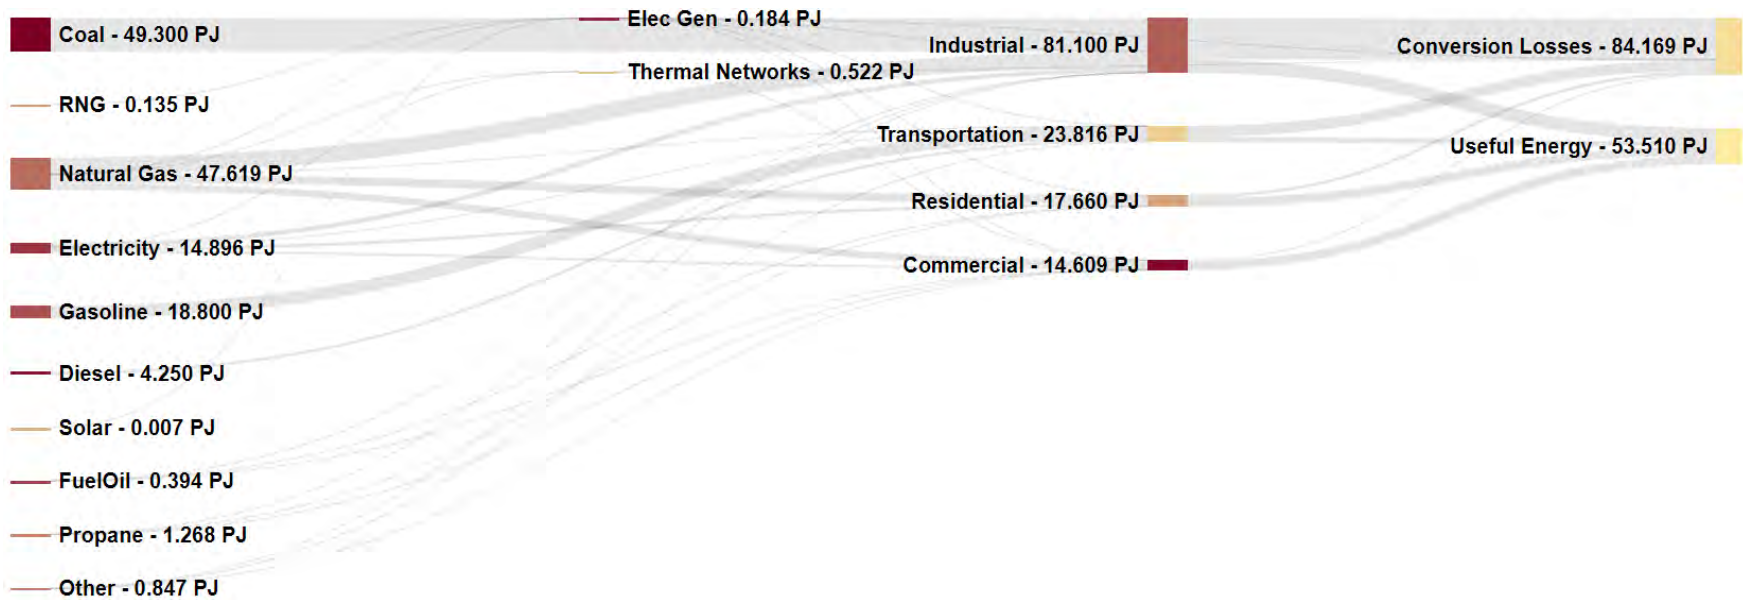 Coal - 49.300 PJ
RNG - 0.135 PJ
Natural Gas - 47.619 PJ
Electricity - 14.896 PJ
Gasoline - 18.800 PJ
Diesel - 4.250 PJ
Solar - 0.007 PJ
FuelOil - 0.394 PJ
Propane - 1.268 PJ
Other - 0.847 PJ
Elec Gen - 0.184 PJ
Thermal Networks - 0.522 PJ
Industrial - 81.100 PJ
Transportation - 23.816 PJ
Residential - 17.660 PJ
Commercial - 14.609 PJ
Conversion Losses - 84.169 PJ
Useful Energy - 53.510 PJ